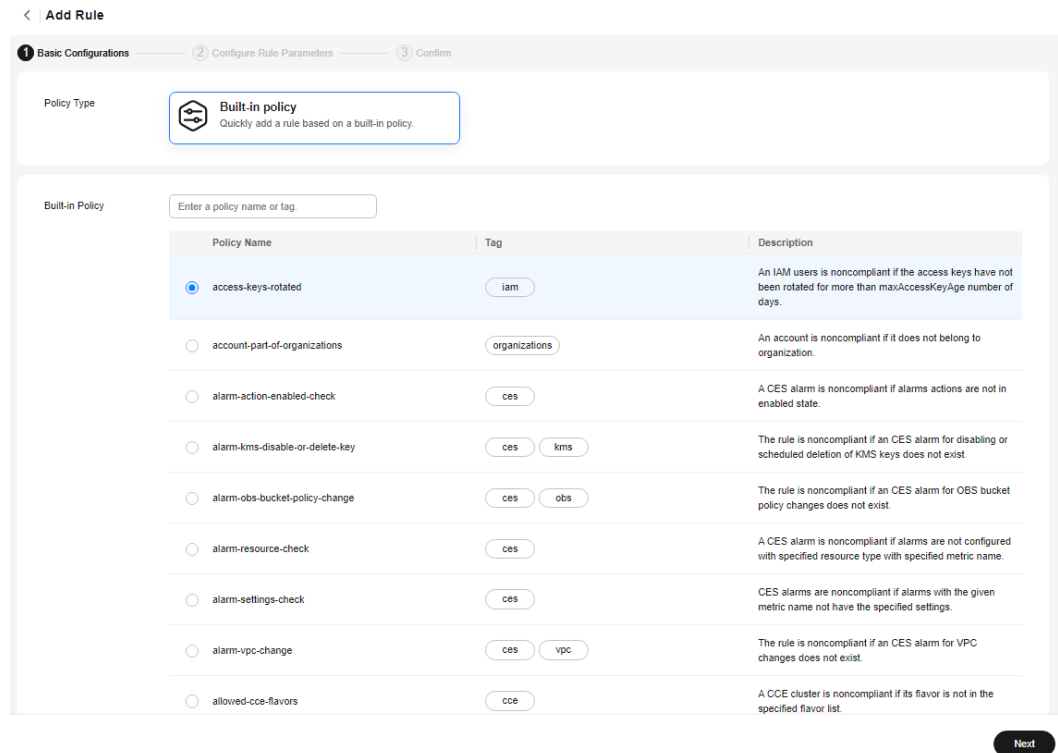 Add Rule
1 Basic Configurations 2 Configure Rule Parameters 3 Confirm
Policy Type
Built-in policy
Quickly add a rule based on a built-in policy.
Built-in Policy
Enter a policy name or tag.
Policy Name Tag Description
access-keys-rotated iam An IAM users is noncompliant if the access keys have not
been rotated for more than maxAccessKeyAge number of
days.
account-part-of-organizations organizations An account is noncompliant if it does not belong to
organization.
alarm-action-enabled-check ces A CES alarm is noncompliant if alarms actions are not in
enabled state.
alarm-kms-disable-or-delete-key ces kms The rule is noncompliant if an CES alarm for disabling or
scheduled deletion of KMS keys does not exist.
alarm-obs-bucket-policy-change ces obs The rule is noncompliant if an CES alarm for OBS bucket
policy changes does not exist.
alarm-resource-check ces A CES alarm is noncompliant if alarms are not configured
with specified resource type with specified metric name.
alarm-settings-check ces CES alarms are noncompliant if alarms with the given
metric name not have the specified settings.
alarm-vpc-change ces vpc The rule is noncompliant if an CES alarm for VPC
changes does not exist.
allowed-cce-flavors cce A CCE cluster is noncompliant if its flavor is not in the
specified flavor list.
Next